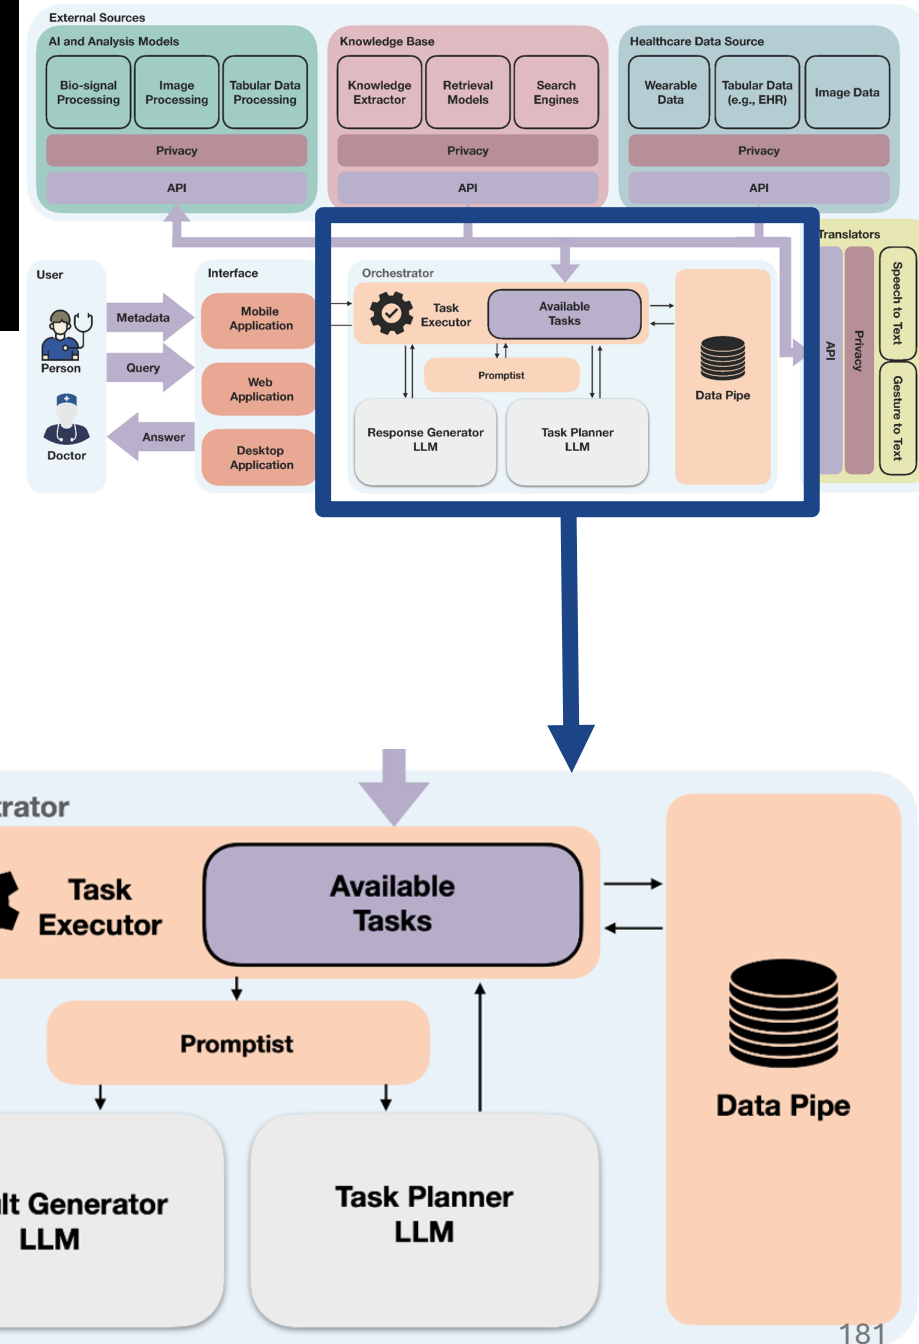 External Sources
AI and Analysis Models
Bio-signal
Processing
Image
Processing
Tabular Data
Processing
Privacy
API
Knowledge Base
Knowledge
Extractor
Retrieval
Models
Search
Engines
Privacy
API
Healthcare Data Source
Wearable
Data
Tabular Data
(e.g., EHR)
Image Data
Privacy
API
User
Person
Doctor
Metadata
Query
Answer
Interface
Mobile
Application
Web
Application
Desktop
Application
Orchestrator
Task
Executor
Available
Tasks
Promptist
Response Generator
LLM
Task Planner
LLM
Data Pipe
Translators
API
Privacy
Speech to Text
Gesture to Text
trator
Task
Executor
Available
Tasks
Promptist
ult Generator
LLM
Task Planner
LLM
Data Pipe
181